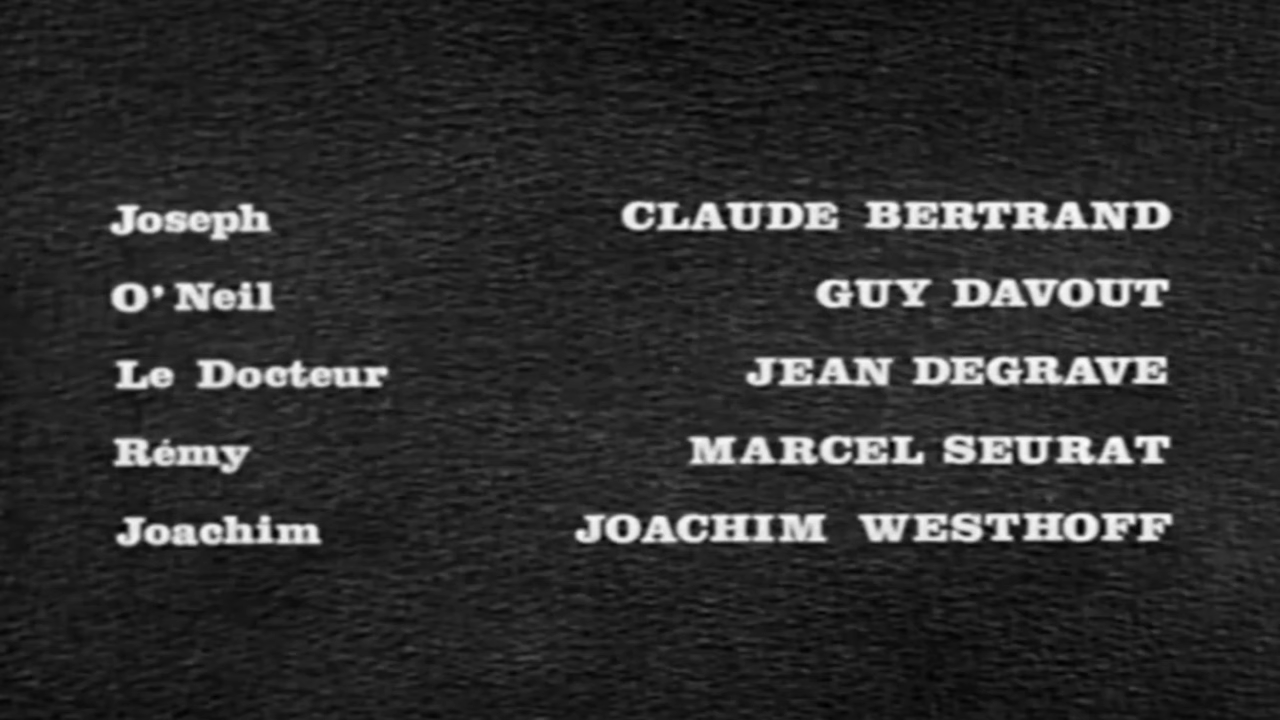 Joseph CLAUDE BERTRAND
O' Neil GUY DAVOUT
Le Docteur JEAN DEGRAVE
Rémy MARCEL SEURAT
Joachim JOACHIM WESTHOFF